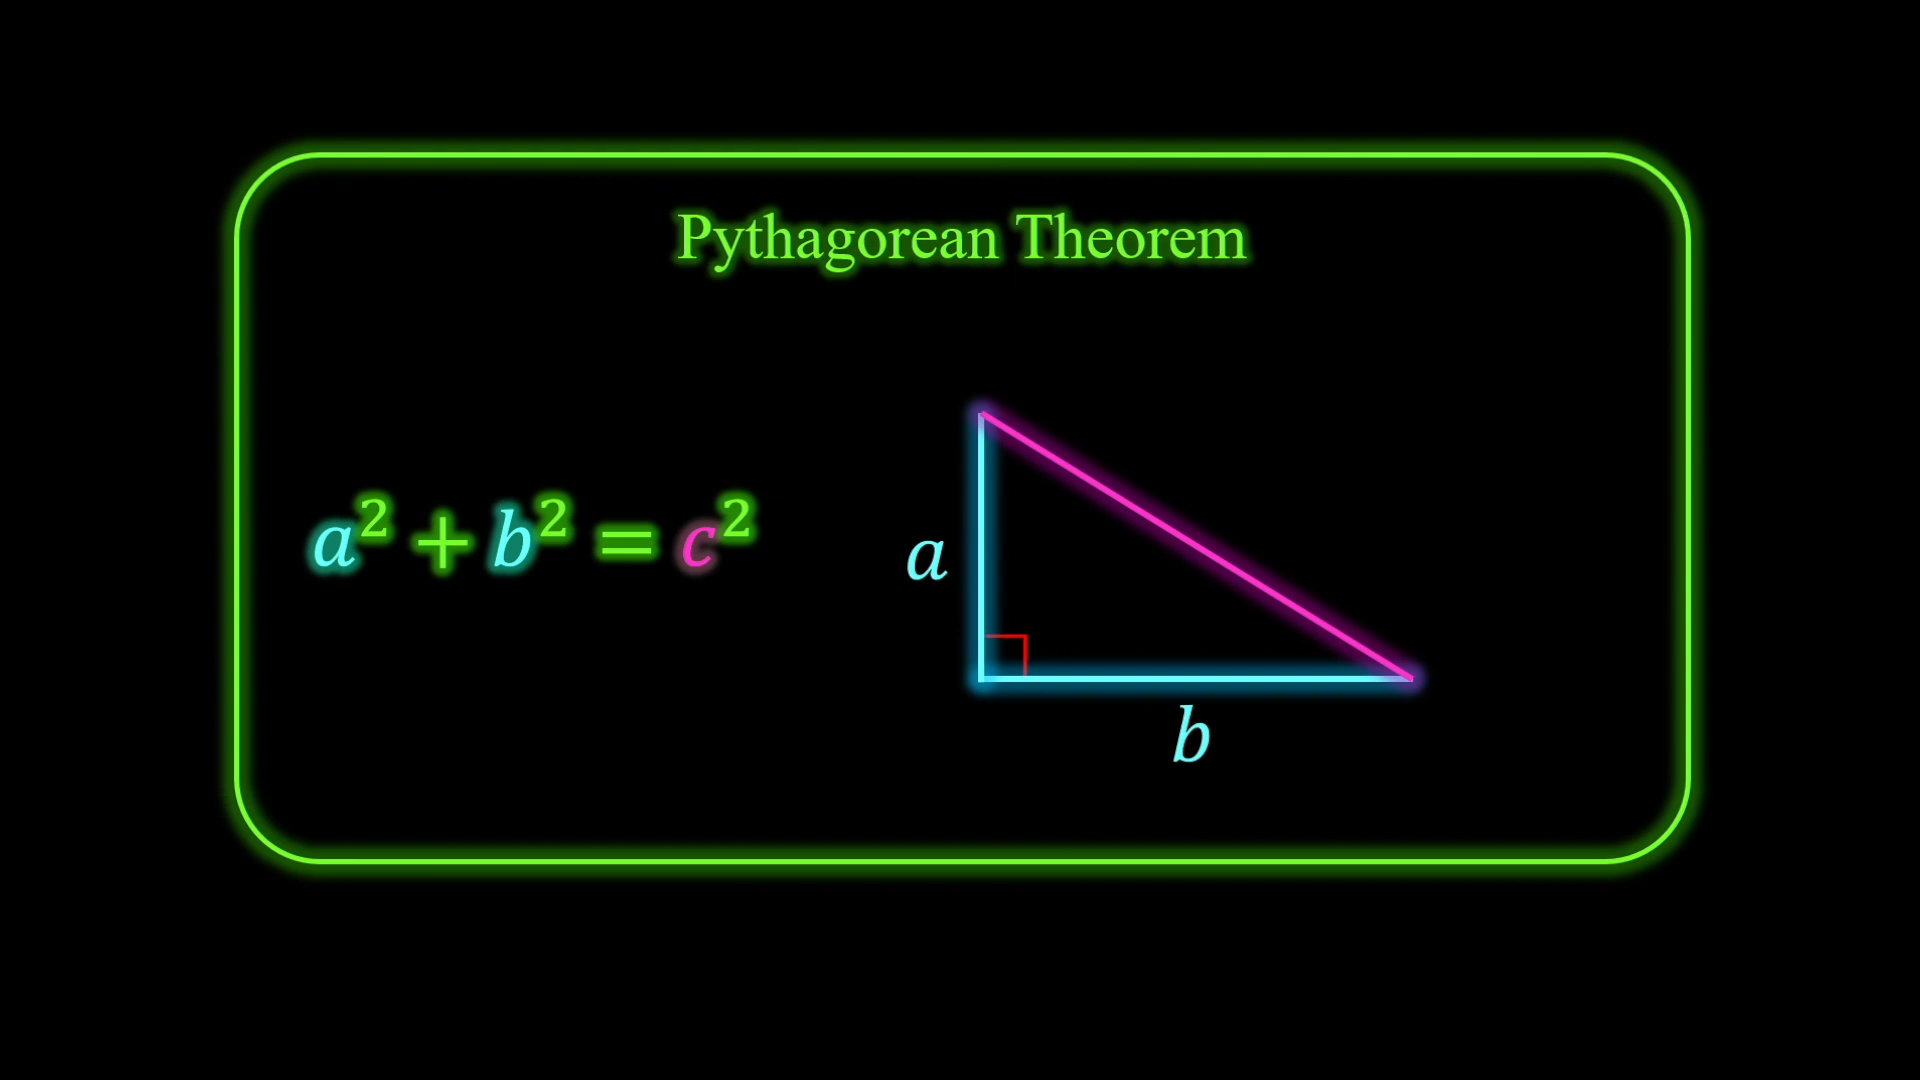 Pythagorean Theorem
a² + b² = c²
a
b